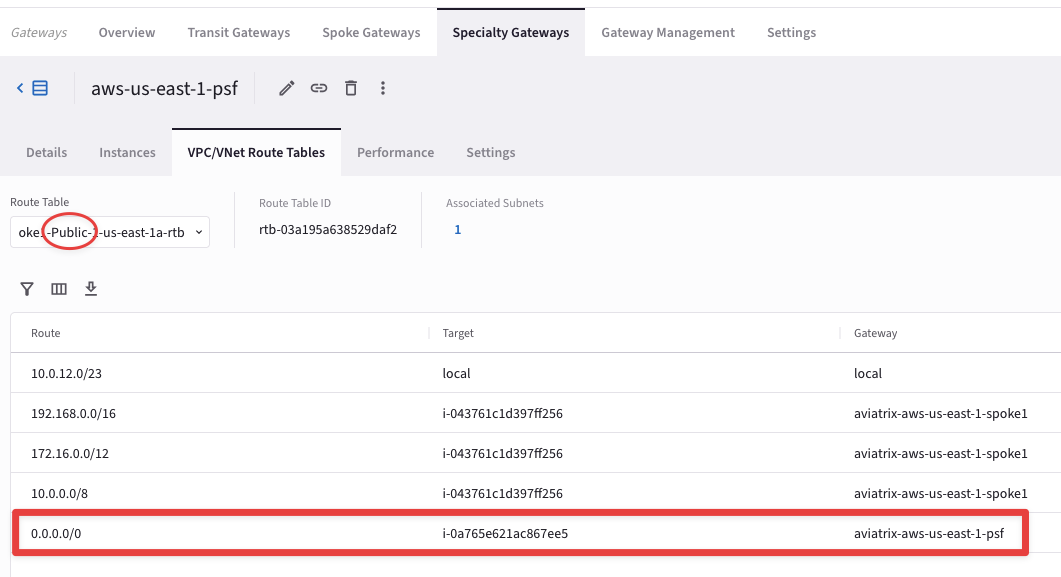 Gateways Overview Transit Gateways Spoke Gateways Specialty Gateways Gateway Management Settings
aws-us-east-1-psf
Details Instances VPC/VNet Route Tables Performance Settings
Route Table Route Table ID Associated Subnets
-Public- -us-east-1a-rtb rtb-03a195a638529daf2 1
Route Target Gateway
10.0.12.0/23 local local
192.168.0.0/16 i-043761c1d397ff256 aviatrix-aws-us-east-1-spoke1
172.16.0.0/12 i-043761c1d397ff256 aviatrix-aws-us-east-1-spoke1
10.0.0.0/8 i-043761c1d397ff256 aviatrix-aws-us-east-1-spoke1
0.0.0.0/0 i-0a765e621ac867ee5 aviatrix-aws-us-east-1-psf